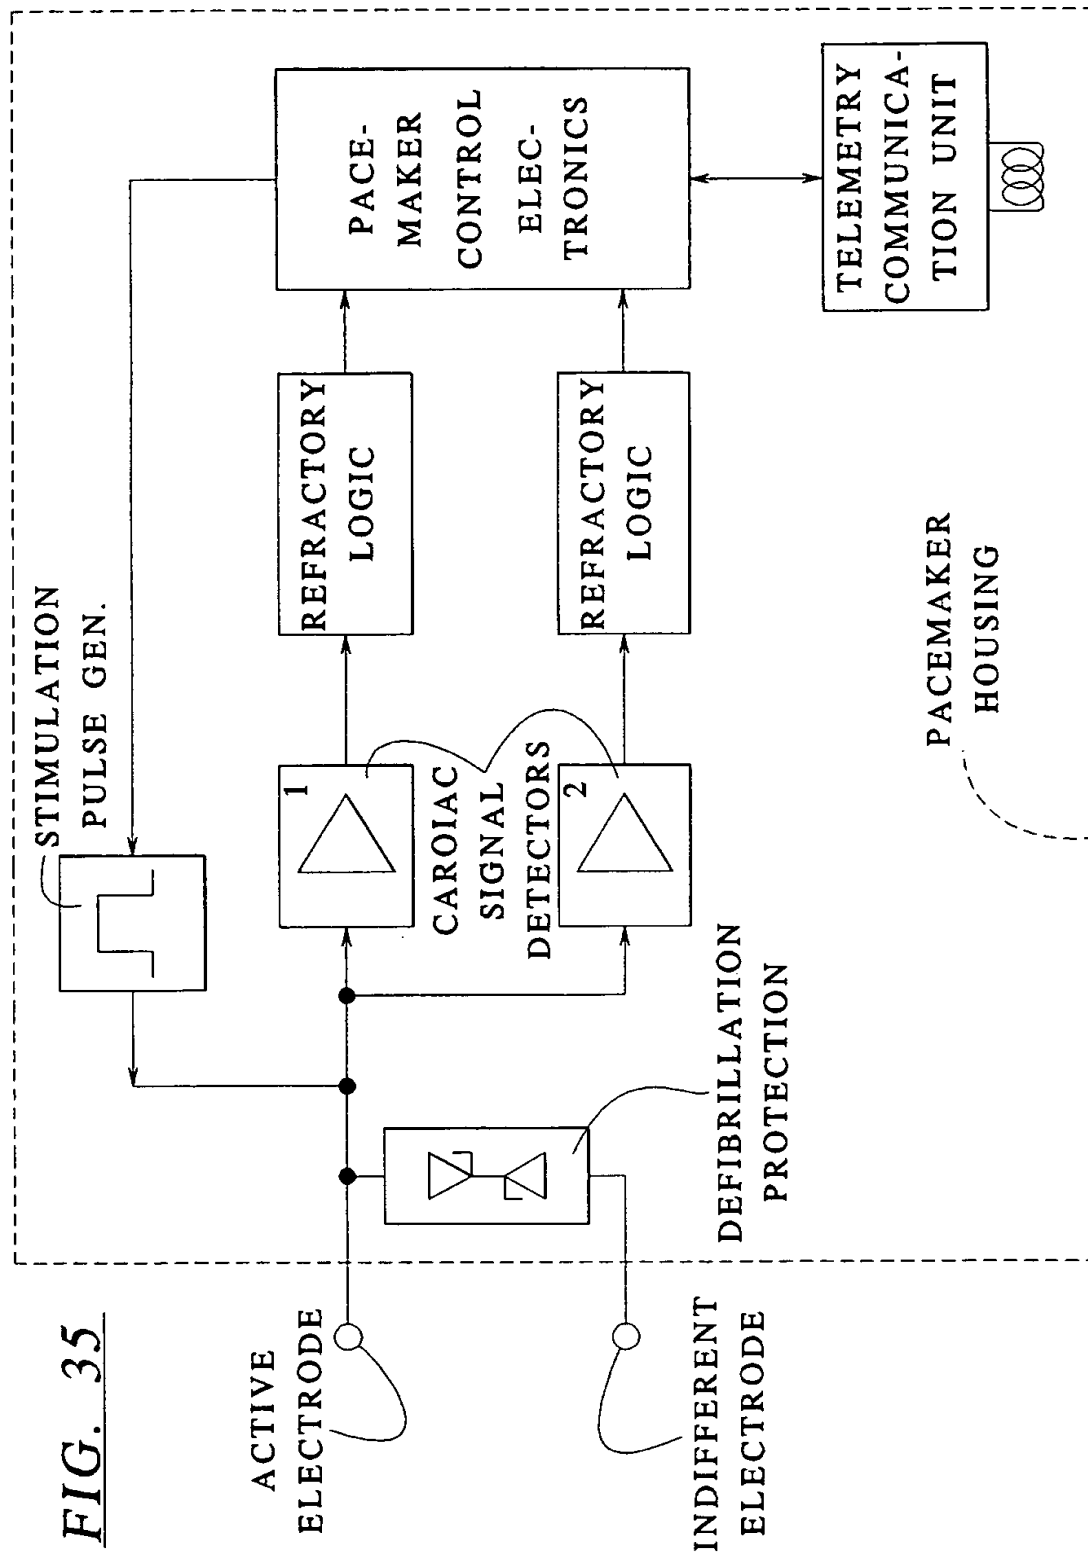 FIG. 35
STIMULATION
PULSE GEN.
PACE-
MAKER
CONTROL
ELEC-
TRONICS
REFRACTORY
LOGIC
REFRACTORY
LOGIC
1
2
CAROIAC
SIGNAL
DETECTORS
TELEMETRY
COMMUNICA-
TION UNIT
ACTIVE
ELECTRODE
INDIFFERENT
ELECTRODE
DEFIBRILLATION
PROTECTION
PACEMAKER
HOUSING